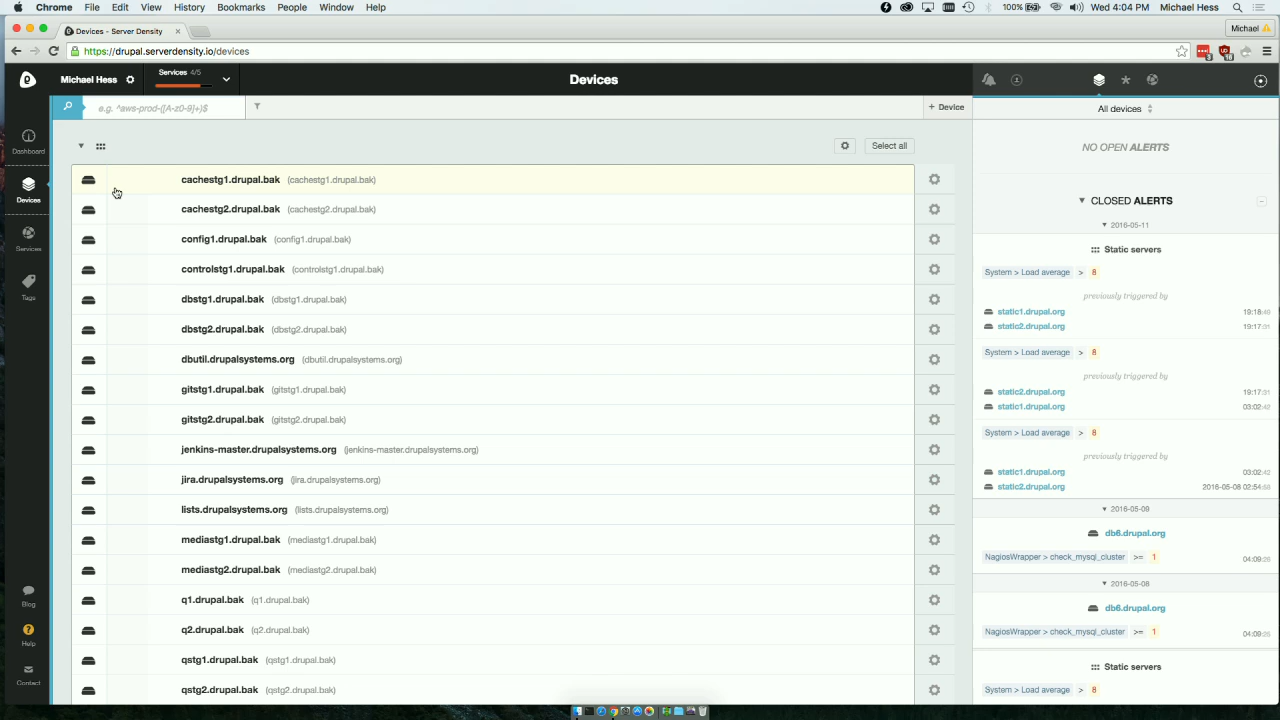 Chrome File Edit View History Bookmarks People Window Help 100% Wed 4:04 PM Michael Hess
Devices - Server Density Michael
https://drupal.serverdensity.io/devices
Michael Hess Services 4/5 Devices
e.g. ^aws-prod-([A-z0-9]+)$ + Device All devices
Dashboard
Devices
Services
Tags
Blog
Help
Contact
Select all
cachestg1.drupal.bak (cachestg1.drupal.bak)
cachestg2.drupal.bak (cachestg2.drupal.bak)
config1.drupal.bak (config1.drupal.bak)
controlstg1.drupal.bak (controlstg1.drupal.bak)
dbstg1.drupal.bak (dbstg1.drupal.bak)
dbstg2.drupal.bak (dbstg2.drupal.bak)
dbutil.drupalsystems.org (dbutil.drupalsystems.org)
gitstg1.drupal.bak (gitstg1.drupal.bak)
gitstg2.drupal.bak (gitstg2.drupal.bak)
jenkins-master.drupalsystems.org (jenkins-master.drupalsystems.org)
jira.drupalsystems.org (jira.drupalsystems.org)
lists.drupalsystems.org (lists.drupalsystems.org)
mediastg1.drupal.bak (mediastg1.drupal.bak)
mediastg2.drupal.bak (mediastg2.drupal.bak)
q1.drupal.bak (q1.drupal.bak)
q2.drupal.bak (q2.drupal.bak)
qstg1.drupal.bak (qstg1.drupal.bak)
qstg2.drupal.bak (qstg2.drupal.bak)
NO OPEN ALERTS
CLOSED ALERTS
2016-05-11
Static servers
System > Load average > 8
previously triggered by
static1.drupal.org 19:18:49
static2.drupal.org 19:17:31
System > Load average > 8
previously triggered by
static2.drupal.org 19:17:31
static1.drupal.org 03:02:42
System > Load average > 8
previously triggered by
static1.drupal.org 03:02:42
static2.drupal.org 2016-05-08 02:54:58
2016-05-09
db6.drupal.org
NagiosWrapper > check_mysql_cluster >= 1 04:09:26
2016-05-08
db6.drupal.org
NagiosWrapper > check_mysql_cluster >= 1 04:09:25
Static servers
System > Load average > 8